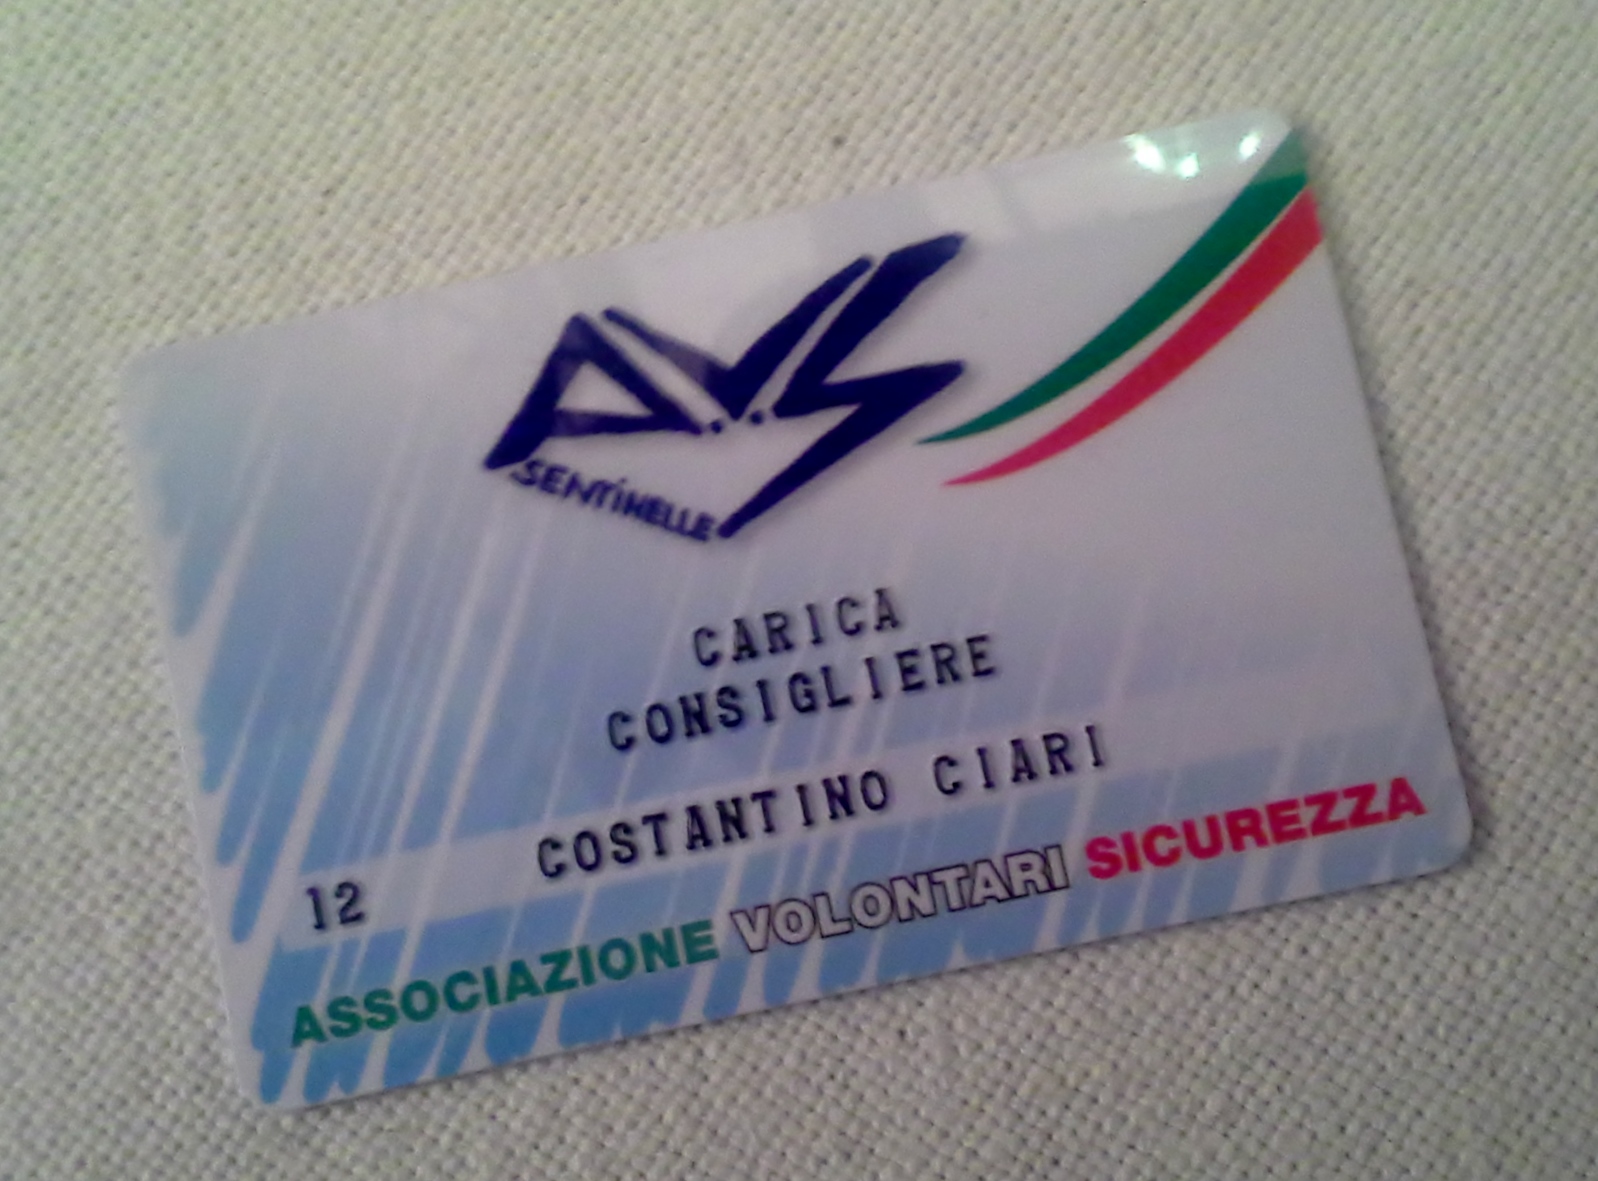 A.V.S
SENTINELLE
CARICA
CONSIGLIERE
COSTANTINO CIARI
12
ASSOCIAZIONE VOLONTARI SICUREZZA